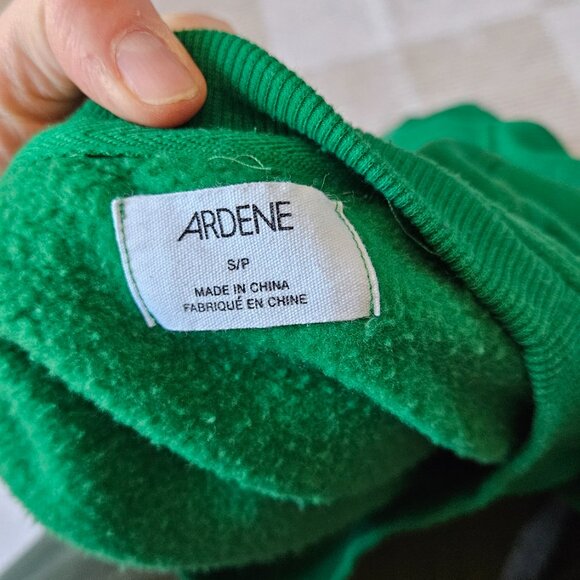 ARDENE
S/P
MADE IN CHINA
FABRIQUÉ EN CHINE